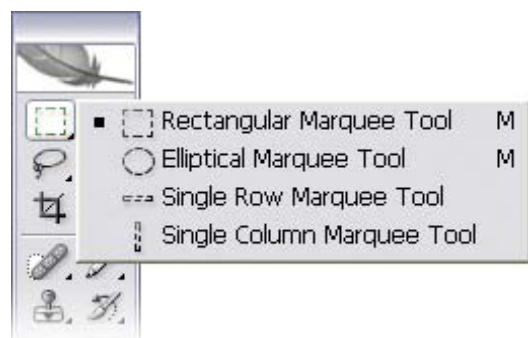 Rectangular Marquee Tool M
Elliptical Marquee Tool M
Single Row Marquee Tool
Single Column Marquee Tool